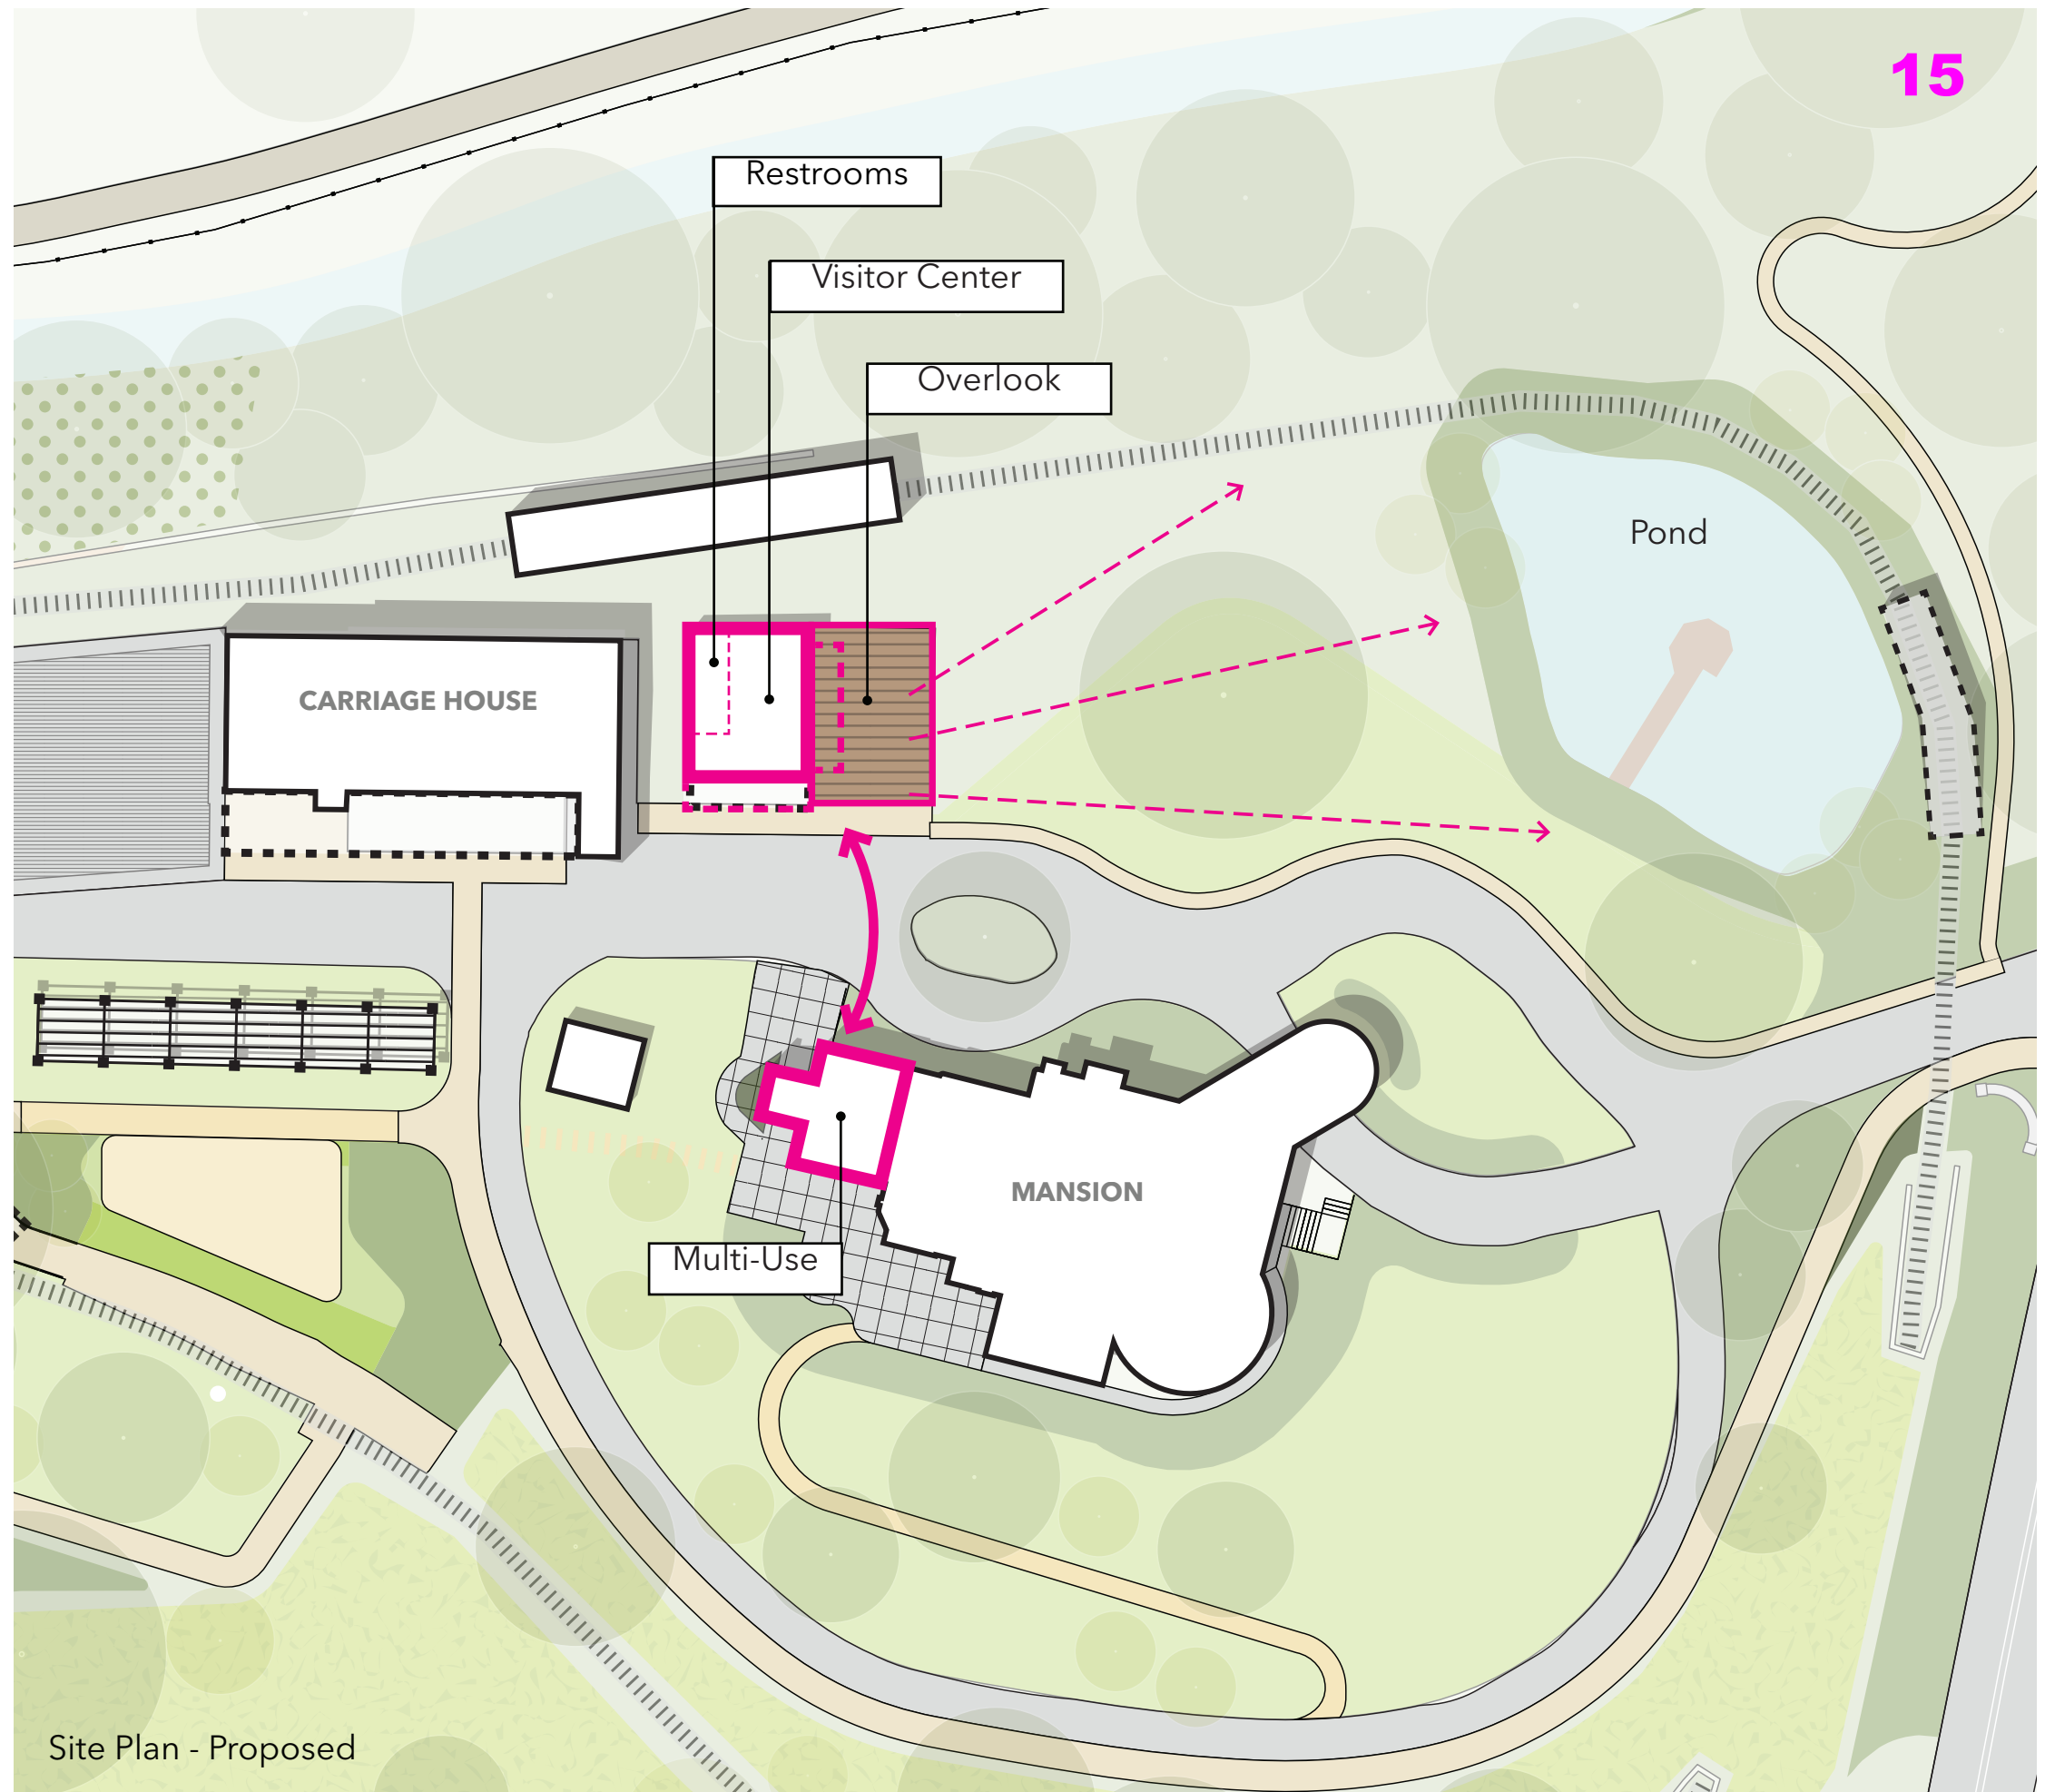 15
Restrooms
Visitor Center
Overlook
Pond
CARRIAGE HOUSE
MANSION
Multi-Use
Site Plan - Proposed